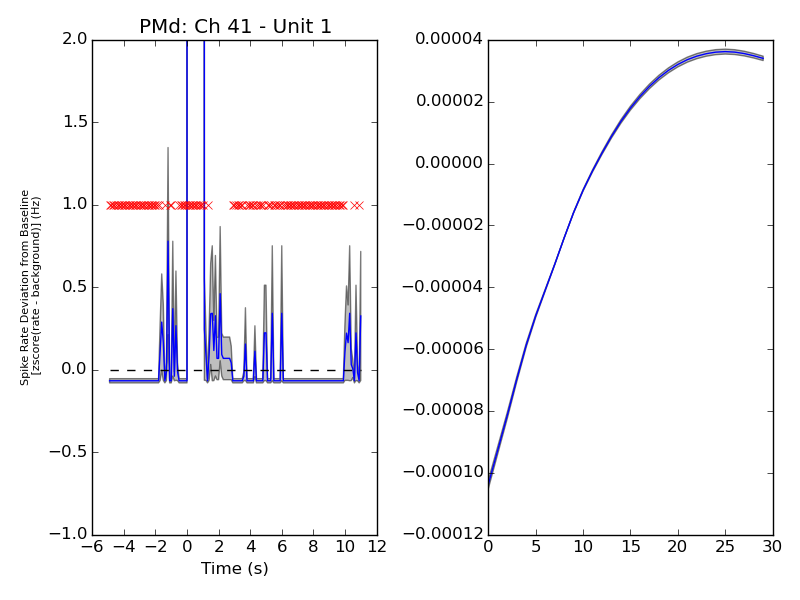 PMd: Ch 41 - Unit 1
Spike Rate Deviation from Baseline
[zscore(rate - background)] (Hz)
2.0
1.5
1.0
0.5
0.0
−0.5
−1.0
−6 −4 −2 0 2 4 6 8 10 12
Time (s)
0.00004
0.00002
0.00000
−0.00002
−0.00004
−0.00006
−0.00008
−0.00010
−0.00012
0 5 10 15 20 25 30